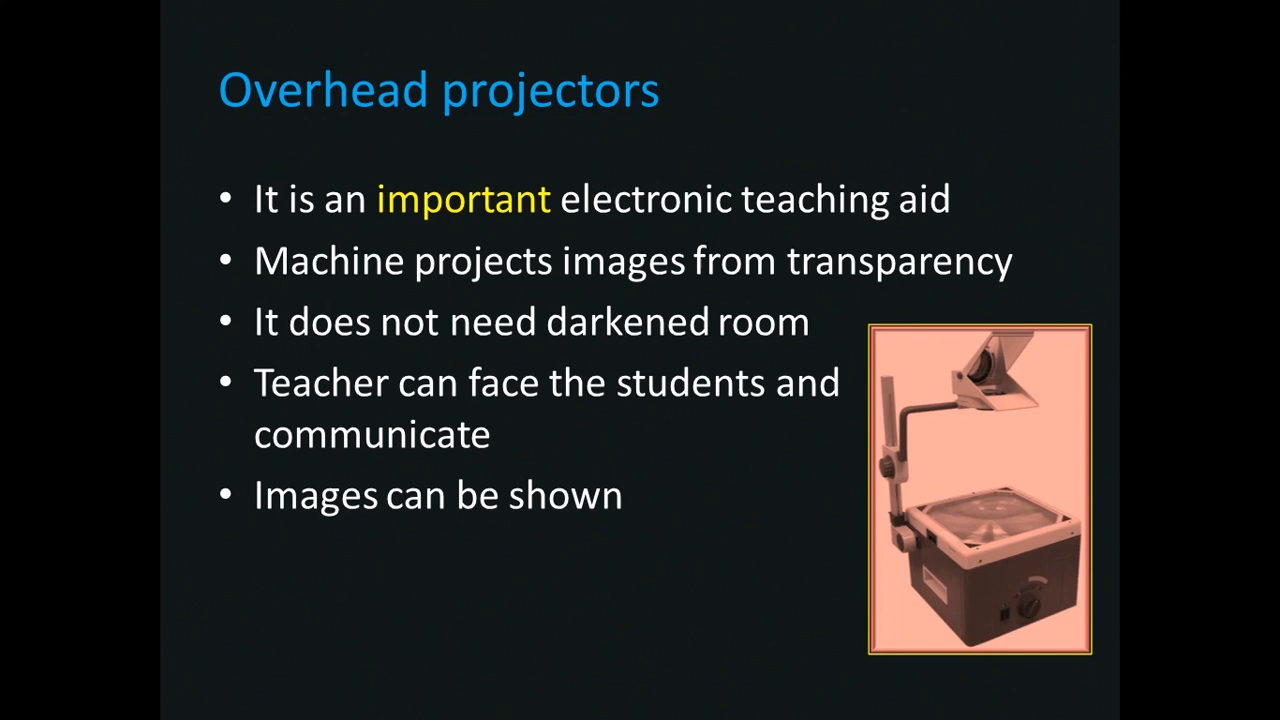 Overhead projectors
• It is an important electronic teaching aid
• Machine projects images from transparency
• It does not need darkened room
• Teacher can face the students and
communicate
• Images can be shown